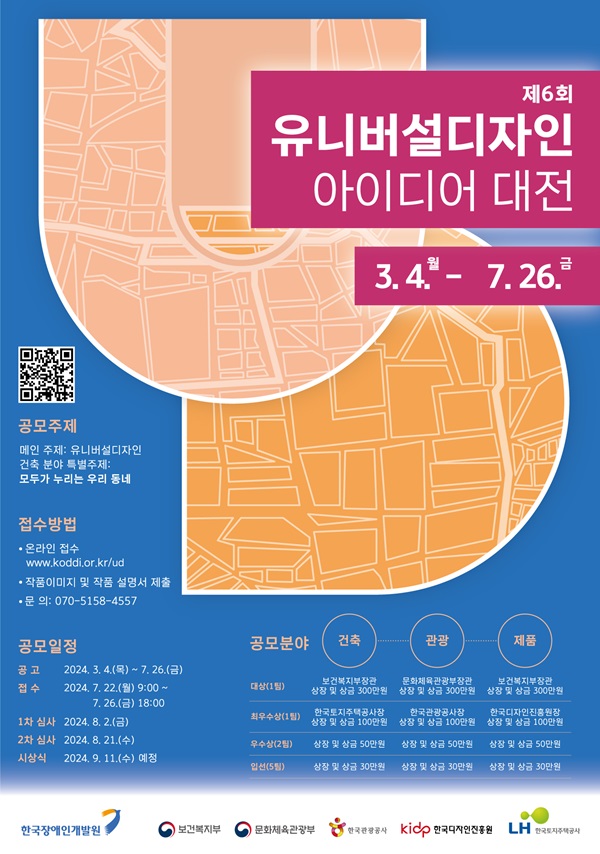 제6회
유니버설디자인
아이디어 대전
3. 4.월 – 7. 26.금
공모주제
메인 주제: 유니버설디자인
건축 분야 특별주제:
모두가 누리는 우리 동네
접수방법
• 온라인 접수
www.koddi.or.kr/ud
• 작품이미지 및 작품 설명서 제출
• 문 의: 070-5158-4557
공모일정
공 고 2024. 3. 4.(목) ~ 7. 26.(금)
접 수 2024. 7. 22.(월) 9:00 ~
7. 26.(금) 18:00
1차 심사 2024. 8. 2.(금)
2차 심사 2024. 8. 21.(수)
시상식 2024. 9. 11.(수) 예정
공모분야 건축 관광 제품
대상(1팀) 보건복지부장관 문화체육관광부장관 보건복지부장관
상장 및 상금 300만원 상장 및 상금 300만원 상장 및 상금 300만원
최우수상(1팀) 한국토지주택공사장 한국관광공사장 한국디자인진흥원장
상장 및 상금 100만원 상장 및 상금 100만원 상장 및 상금 100만원
우수상(2팀) 상장 및 상금 50만원 상장 및 상금 50만원 상장 및 상금 50만원
입선(5팀) 상장 및 상금 30만원 상장 및 상금 30만원 상장 및 상금 30만원
한국장애인개발원 보건복지부 문화체육관광부 한국관광공사 kidp 한국디자인진흥원 LH 한국토지주택공사